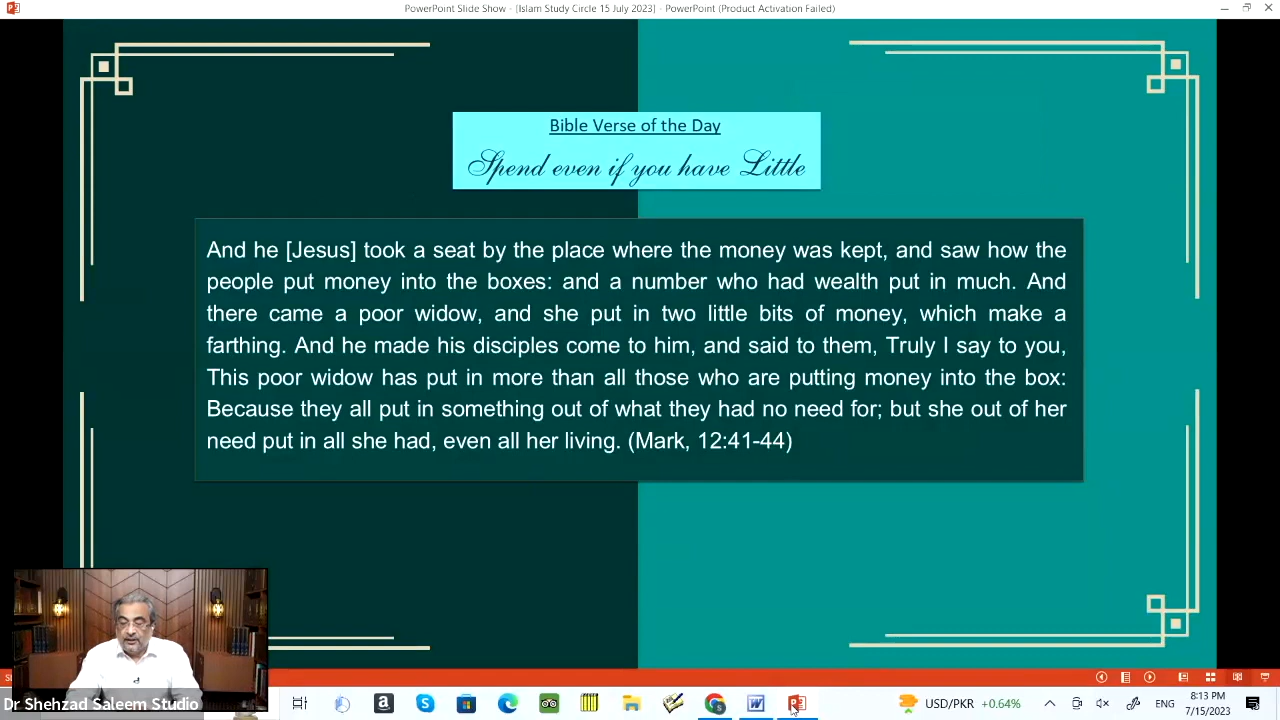 PowerPoint Slide Show - [Islam Study Circle 15 July 2023] - PowerPoint (Product Activation Failed)
Bible Verse of the Day
Spend even if you have Little
And he [Jesus] took a seat by the place where the money was kept, and saw how the
people put money into the boxes: and a number who had wealth put in much. And
there came a poor widow, and she put in two little bits of money, which make a
farthing. And he made his disciples come to him, and said to them, Truly I say to you,
This poor widow has put in more than all those who are putting money into the box:
Because they all put in something out of what they had no need for; but she out of her
need put in all she had, even all her living. (Mark, 12:41-44)
Dr Shehzad Saleem Studio
USD/PKR +0.64%
ENG
8:13 PM
7/15/2023